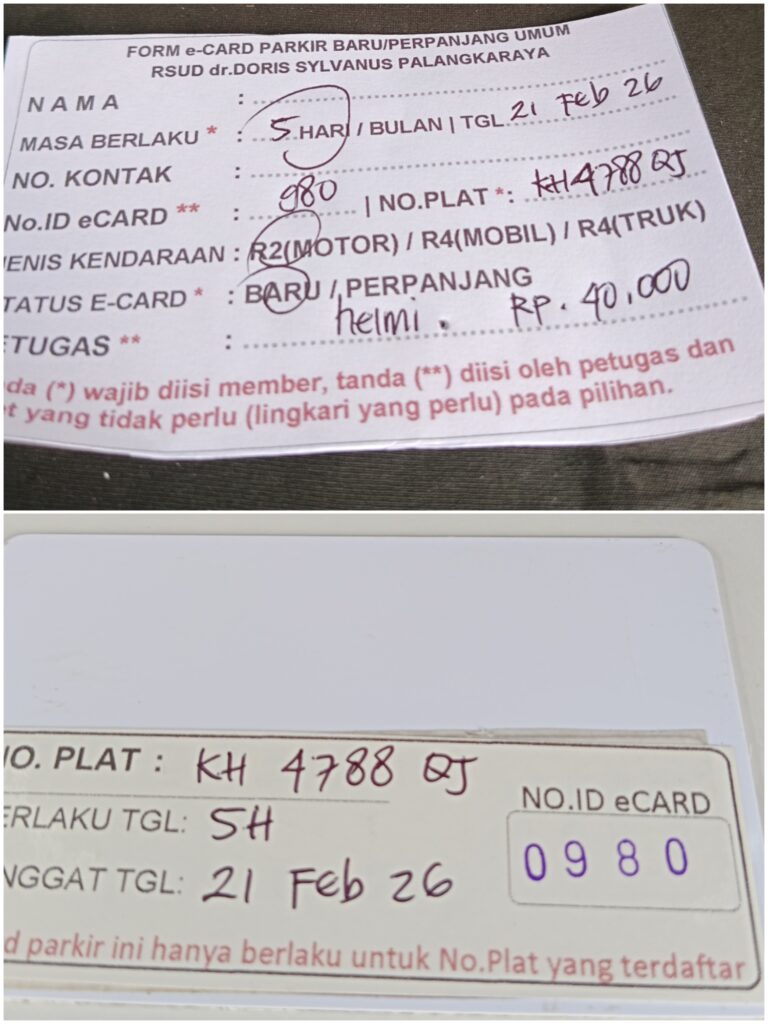 FORM e-CARD PARKIR BARU/PERPANJANG UMUM
RSUD dr.DORIS SYLVANUS PALANGKARAYA
NAMA :
MASA BERLAKU * : 5 HARI / BULAN | TGL 21 Feb 26
NO. KONTAK :
No.ID eCARD ** : 980 | NO.PLAT *: KH 4788 QJ
ENIS KENDARAAN : R2(MOTOR) / R4(MOBIL) / R4(TRUK)
TATUS E-CARD * : BARU / PERPANJANG
ETUGAS ** : helmi. RP. 40,000
da (*) wajib diisi member, tanda (**) diisi oleh petugas dan
t yang tidak perlu (lingkari yang perlu) pada pilihan.
NO. PLAT : KH 4788 QJ
ERLAKU TGL: 5H
NGGAT TGL: 21 Feb 26
NO.ID eCARD
0980
d parkir ini hanya berlaku untuk No.Plat yang terdaftar